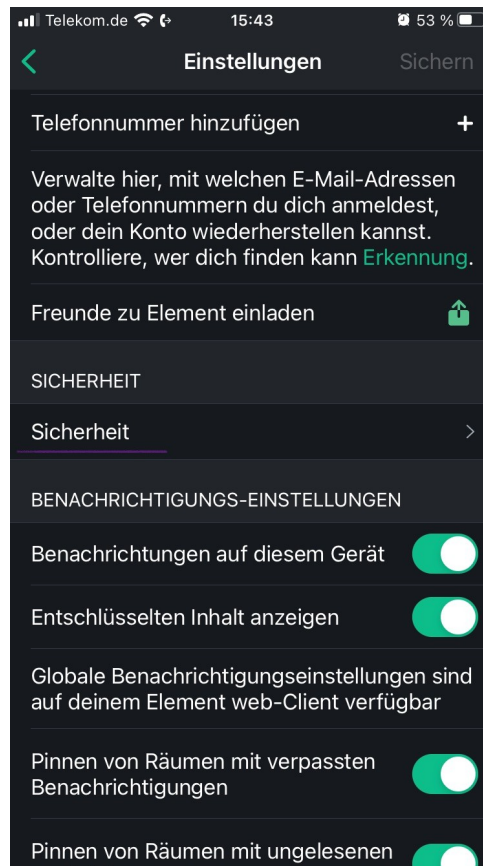 Telekom.de 15:43 53 %
Einstellungen Sichern
Telefonnummer hinzufügen +
Verwalte hier, mit welchen E-Mail-Adressen
oder Telefonnummern du dich anmeldest,
oder dein Konto wiederherstellen kannst.
Kontrolliere, wer dich finden kann Erkennung.
Freunde zu Element einladen
SICHERHEIT
Sicherheit
BENACHRICHTIGUNGS-EINSTELLUNGEN
Benachrichtungen auf diesem Gerät
Entschlüsselten Inhalt anzeigen
Globale Benachrichtigungseinstellungen sind
auf deinem Element web-Client verfügbar
Pinnen von Räumen mit verpassten
Benachrichtigungen
Pinnen von Räumen mit ungelesenen